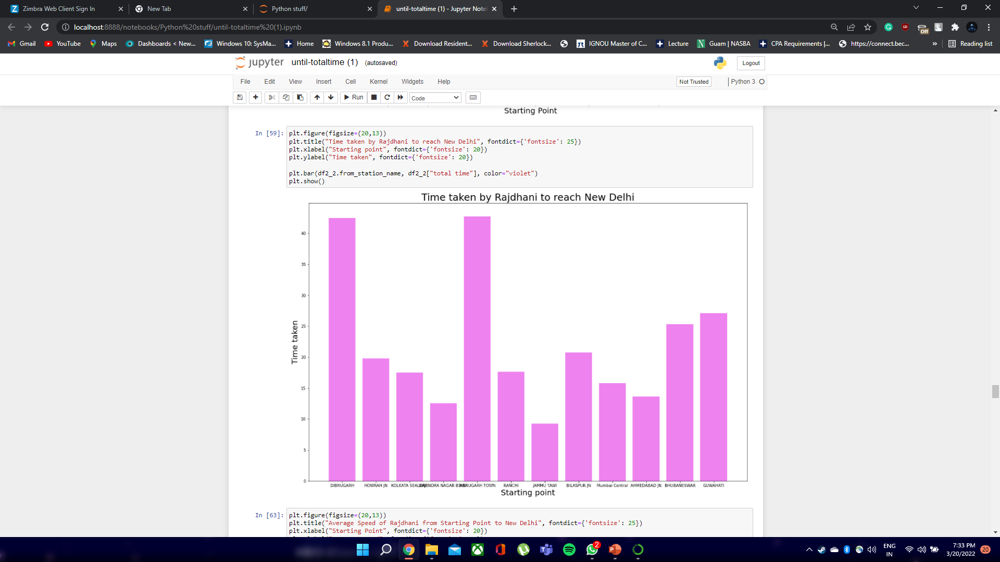 Zimbra Web Client Sign In
New Tab
Python stuff/
until-totaltime (1) - Jupyter Note
localhost:8888/notebooks/Python%20stuff/until-totaltime%20(1).ipynb
Off
Gmail
YouTube
Maps
Dashboards < New...
Windows 10: SysMa...
Home
Windows 8.1 Produ...
Download Resident...
Download Sherlock...
IGNOU Master of C...
Lecture
Guam | NASBA
CPA Requirements |...
https://connect.bec...
»
Reading list
jupyter until-totaltime (1) (autosaved)
Logout
File Edit View Insert Cell Kernel Widgets Help
Not Trusted
Python 3
Run
Code
Starting Point
In [59]:
plt.figure(figsize=(20,13))
plt.title("Time taken by Rajdhani to reach New Delhi", fontdict={'fontsize': 25})
plt.xlabel("Starting point", fontdict={'fontsize': 20})
plt.ylabel("Time taken", fontdict={'fontsize': 20})
plt.bar(df2_2.from_station_name, df2_2["total time"], color="violet")
plt.show()
Time taken by Rajdhani to reach New Delhi
40
35
30
25
20
15
10
5
0
Time taken
DIBRUGARH HOWRAH JN KOLKATA RANCHI JAMMU TAWI BILASPUR JN Mumbai Central AHMEDABAD JN BHUBANESWAR GUWAHATI
Starting point
In [63]:
plt.figure(figsize=(20,13))
plt.title("Average Speed of Rajdhani from Starting Point to New Delhi", fontdict={'fontsize': 25})
plt.xlabel("Starting Point", fontdict={'fontsize': 20})
2
ENG
IN
7:33 PM
3/20/2022
20